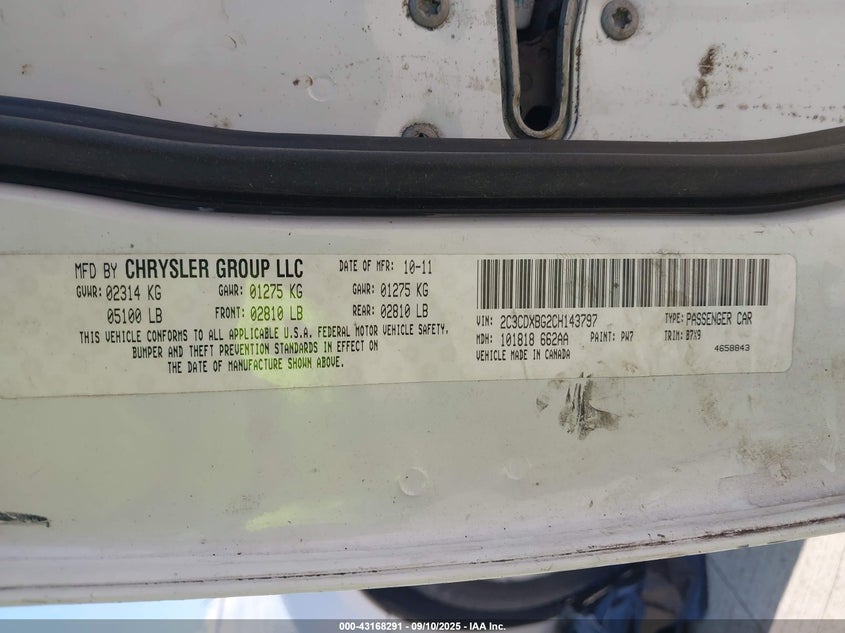 MFD BY CHRYSLER GROUP LLC DATE OF MFR: 10-11
GVWR: 02314 KG GAWR: 01275 KG GAWR: 01275 KG
05100 LB FRONT: 02810 LB REAR: 02810 LB
THIS VEHICLE CONFORMS TO ALL APPLICABLE U.S.A. FEDERAL MOTOR VEHICLE SAFETY,
BUMPER AND THEFT PREVENTION STANDARDS IN EFFECT ON
THE DATE OF MANUFACTURE SHOWN ABOVE.
VIN: 2C3CDXBG2CH143797 TYPE: PASSENGER CAR
MDH: 101818 662AA PAINT: PW7 TRIM: B7X9
VEHICLE MADE IN CANADA 4658843
000-43168291 - 09/10/2025 - IAA Inc.